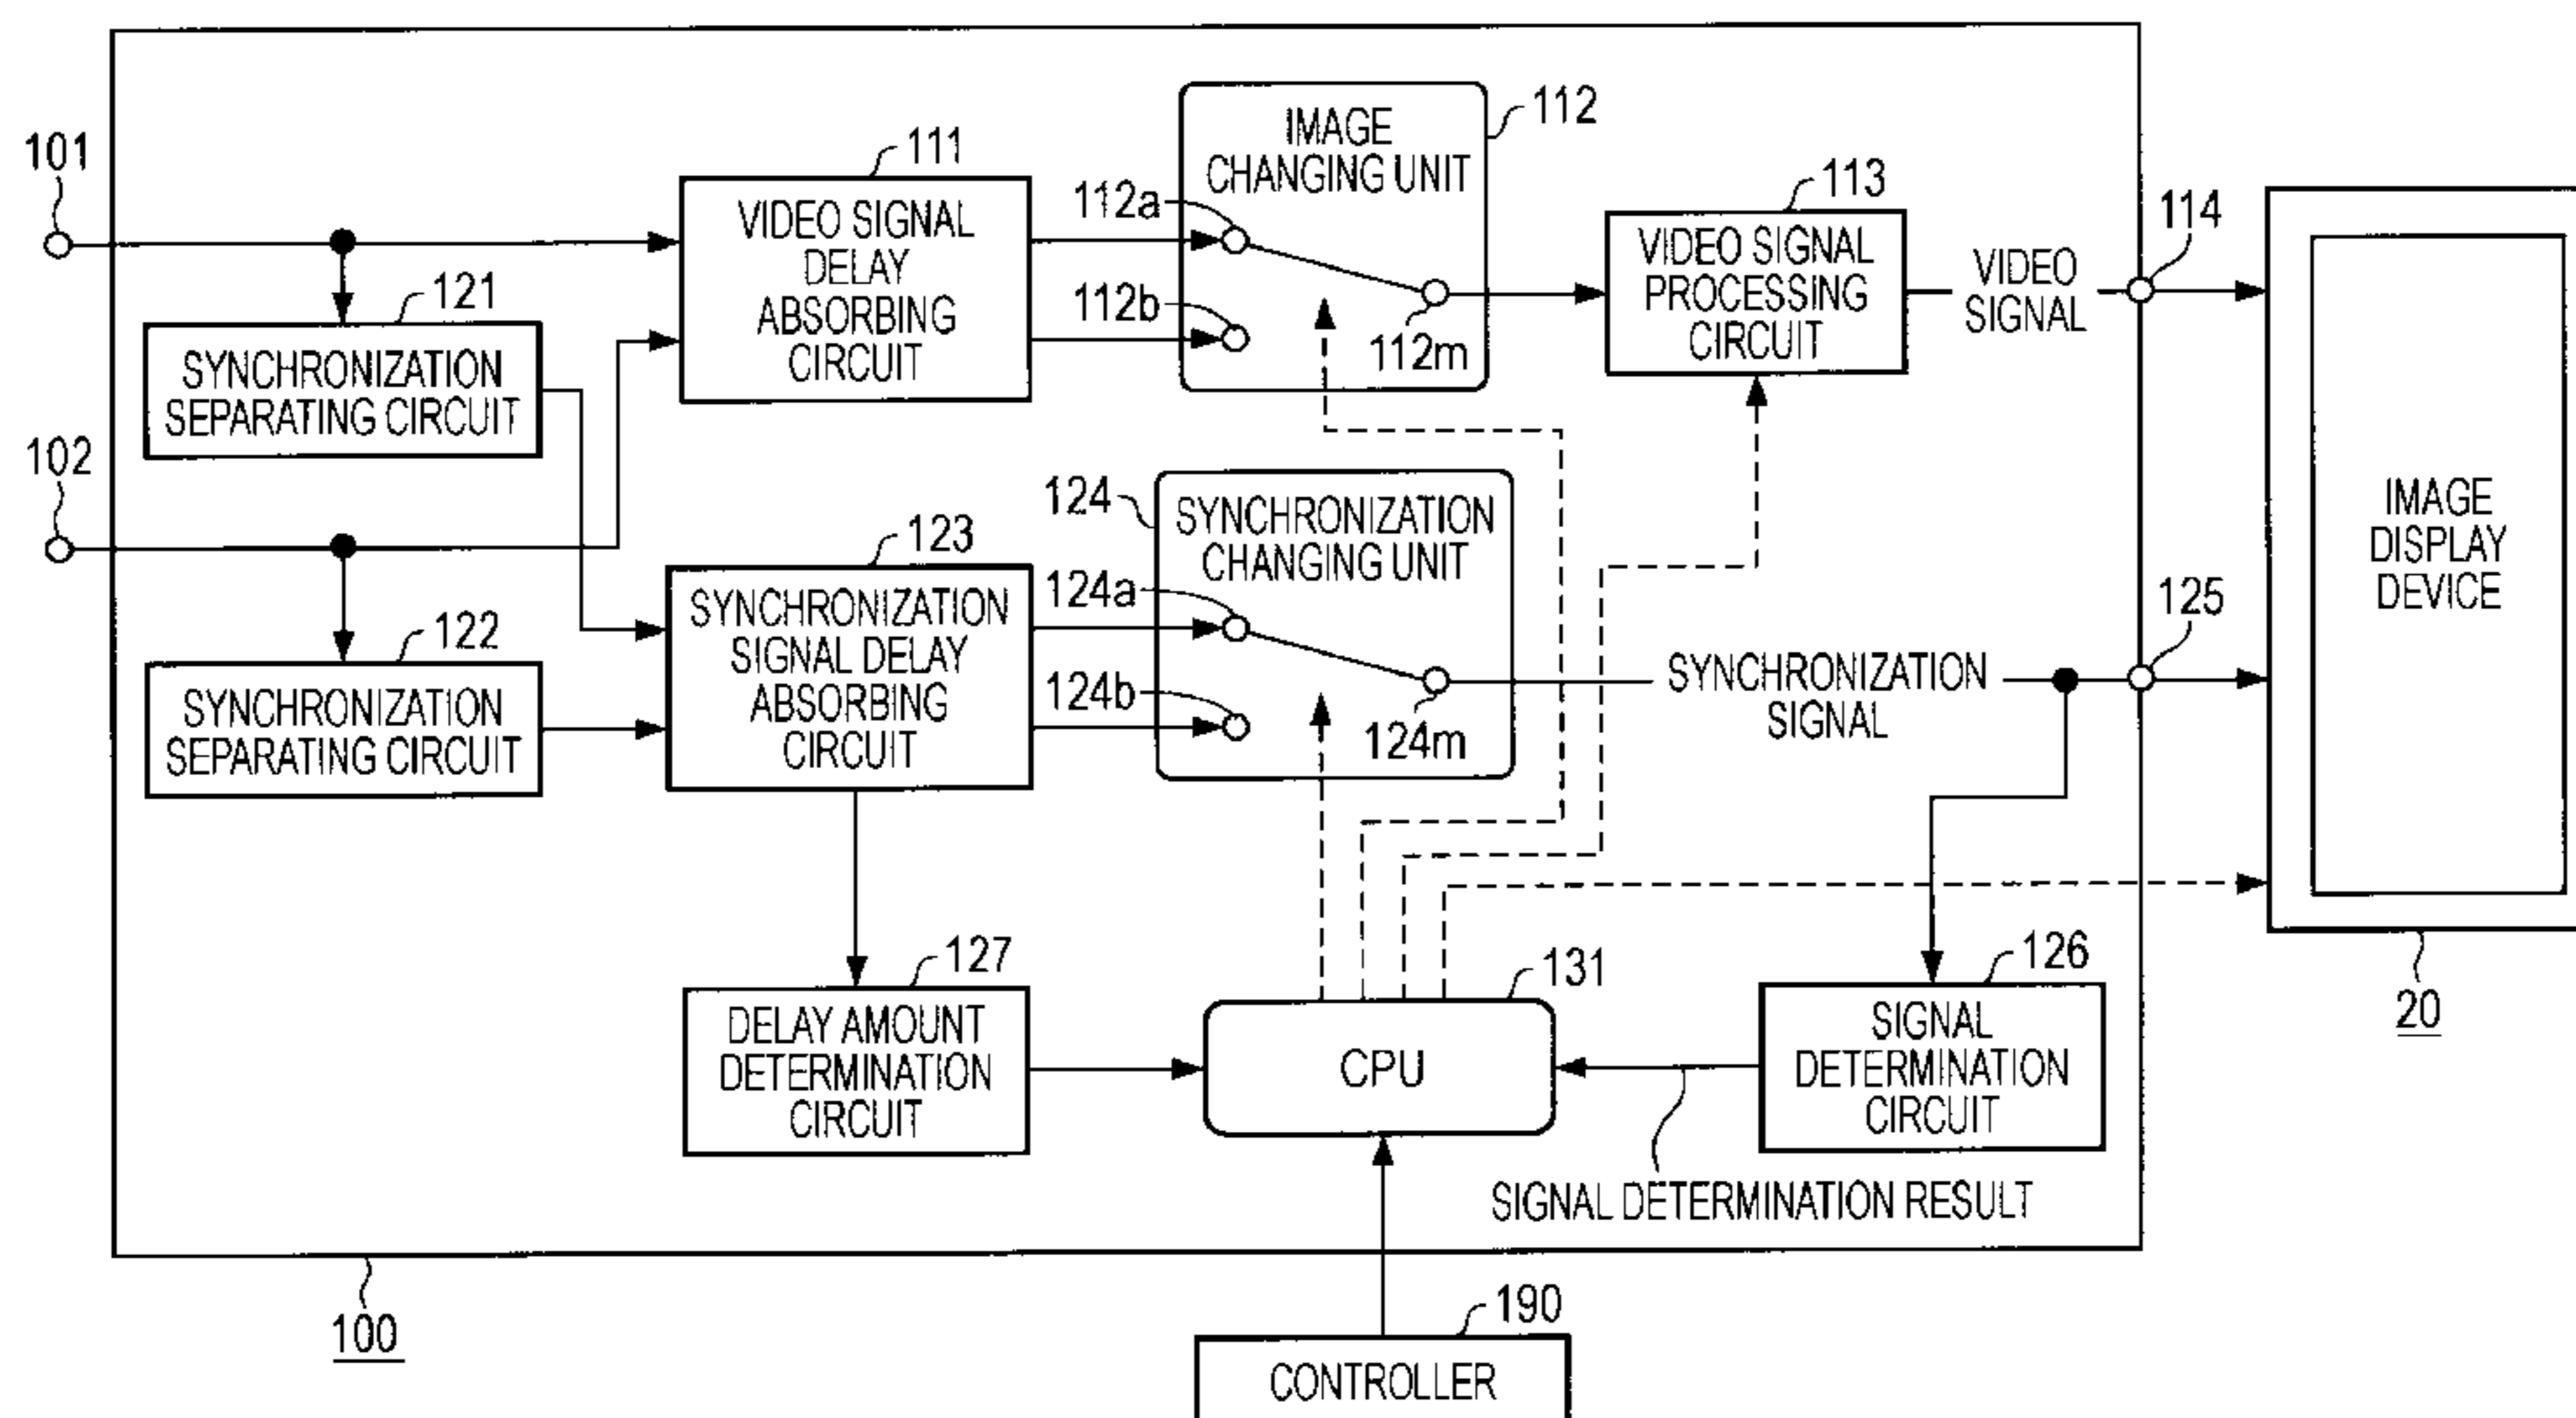 101
102
121
SYNCHRONIZATION
SEPARATING CIRCUIT
122
SYNCHRONIZATION
SEPARATING CIRCUIT
111
VIDEO SIGNAL
DELAY
ABSORBING
CIRCUIT
112
IMAGE
CHANGING UNIT
112a
112b
112m
113
VIDEO SIGNAL
PROCESSING
CIRCUIT
VIDEO
SIGNAL
114
123
SYNCHRONIZATION
SIGNAL DELAY
ABSORBING
CIRCUIT
124
SYNCHRONIZATION
CHANGING UNIT
124a
124b
124m
SYNCHRONIZATION
SIGNAL
125
IMAGE
DISPLAY
DEVICE
20
127
DELAY AMOUNT
DETERMINATION
CIRCUIT
131
CPU
126
SIGNAL
DETERMINATION
CIRCUIT
SIGNAL DETERMINATION RESULT
100
190
CONTROLLER